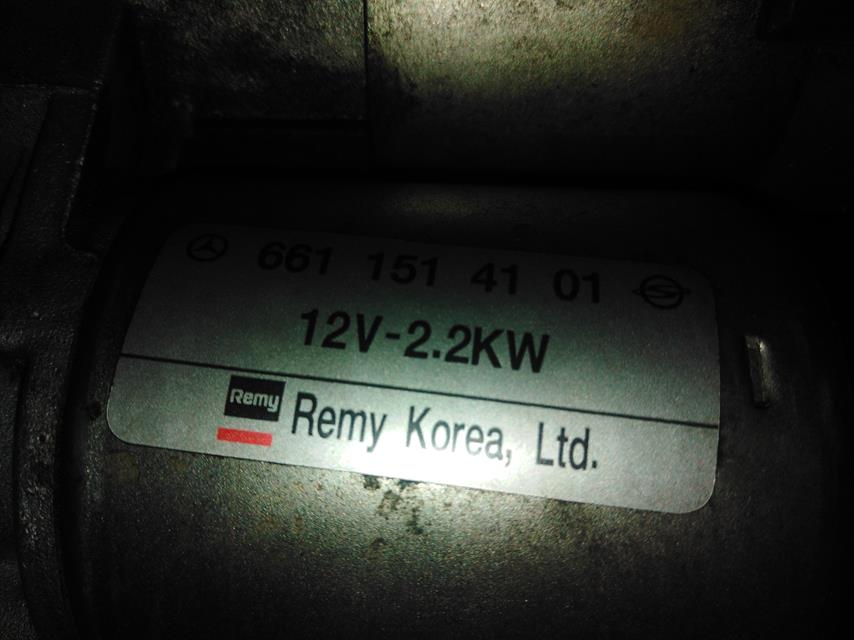 661 151 41 01
12V-2.2KW
Remy Remy Korea, Ltd.